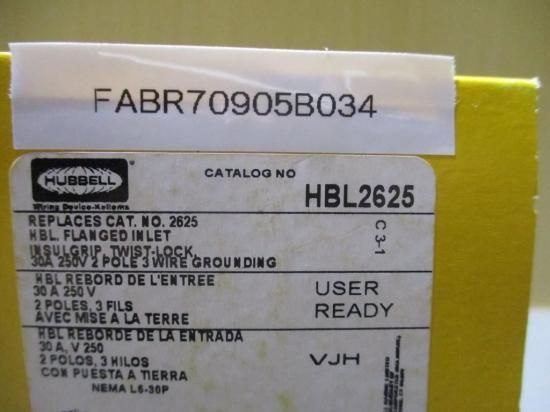 FABR70905B034
HUBBELL
Wiring Device-Kellems
CATALOG NO
HBL2625
C 3-1
REPLACES CAT. NO. 2625
HBL. FLANGED INLET
INSULGRIP, TWIST-LOCK,
30A 250V 2 POLE 3 WIRE GROUNDING
HBL REBORD DE L'ENTREE
30 A 250 V
2 POLES, 3 FILS
AVEC MISE A LA TERRE
USER
READY
HBL REBORDE DE LA ENTRADA
30 A, V 250
2 POLOS, 3 HILOS
CON PUESTA A TIERRA
NEMA L6-30P
VJH